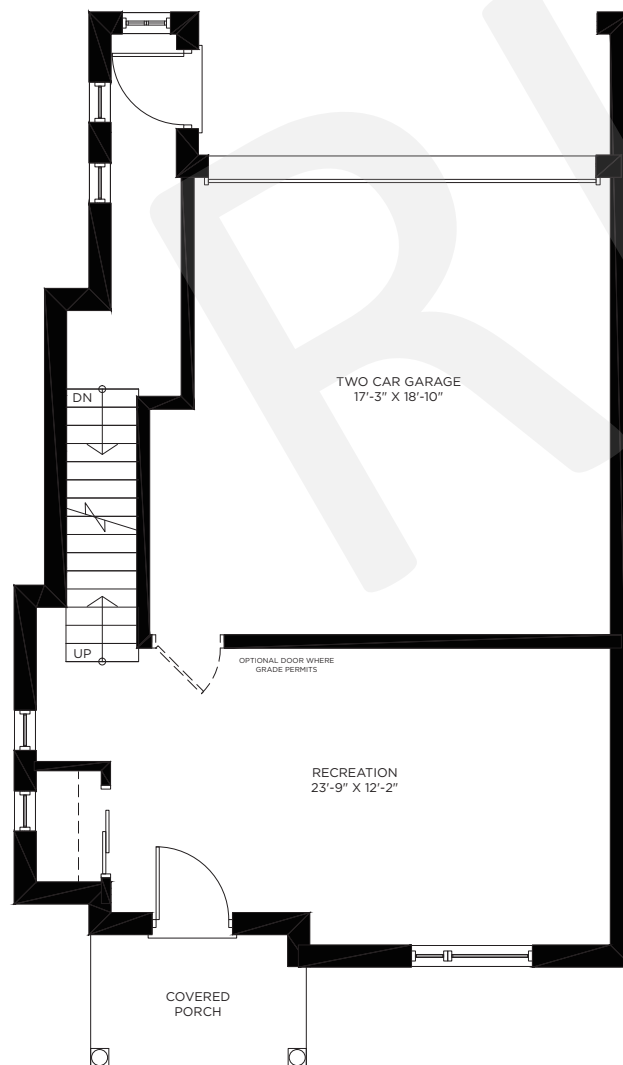 TWO CAR GARAGE
17'-3" X 18'-10"
DN
UP
OPTIONAL DOOR WHERE
GRADE PERMITS
RECREATION
23'-9" X 12'-2"
COVERED
PORCH